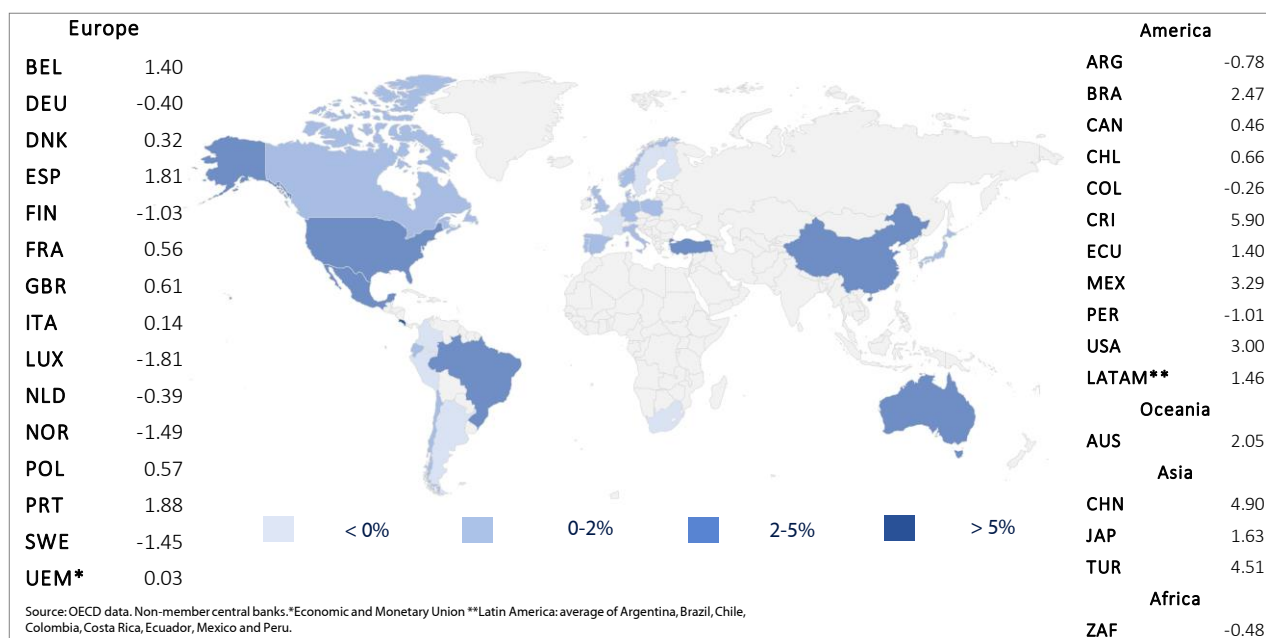 Europe
BEL 1.40
DEU -0.40
DNK 0.32
ESP 1.81
FIN -1.03
FRA 0.56
GBR 0.61
ITA 0.14
LUX -1.81
NLD -0.39
NOR -1.49
POL 0.57
PRT 1.88
SWE -1.45
UEM* 0.03
< 0% 0-2% 2-5% > 5%
Source: OECD data. Non-member central banks.*Economic and Monetary Union **Latin America: average of Argentina, Brazil, Chile,
Colombia, Costa Rica, Ecuador, Mexico and Peru.
America
ARG -0.78
BRA 2.47
CAN 0.46
CHL 0.66
COL -0.26
CRI 5.90
ECU 1.40
MEX 3.29
PER -1.01
USA 3.00
LATAM** 1.46
Oceania
AUS 2.05
Asia
CHN 4.90
JAP 1.63
TUR 4.51
Africa
ZAF -0.48